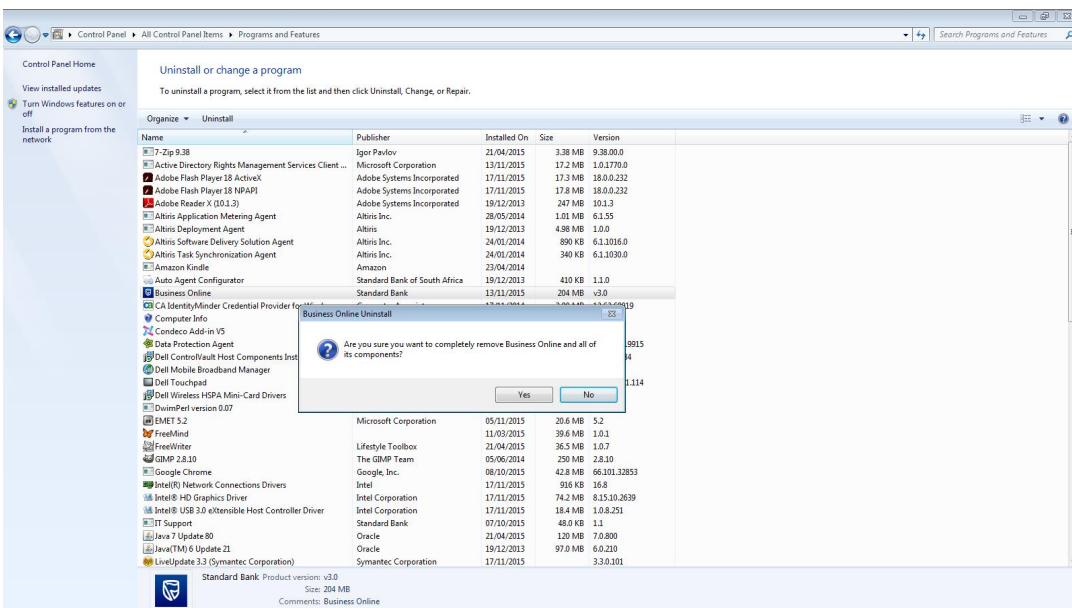 Control Panel ▸ All Control Panel Items ▸ Programs and Features Search Programs and Features
Control Panel Home
View installed updates
Turn Windows features on or
off
Install a program from the
network
Uninstall or change a program
To uninstall a program, select it from the list and then click Uninstall, Change, or Repair.
Organize Uninstall
Name Publisher Installed On Size Version
7-Zip 9.38 Igor Pavlov 21/04/2015 3.38 MB 9.38.00.0
Active Directory Rights Management Services Client ... Microsoft Corporation 13/11/2015 17.2 MB 1.0.1770.0
Adobe Flash Player 18 ActiveX Adobe Systems Incorporated 17/11/2015 17.3 MB 18.0.0.232
Adobe Flash Player 18 NPAPI Adobe Systems Incorporated 17/11/2015 17.8 MB 18.0.0.232
Adobe Reader X (10.1.3) Adobe Systems Incorporated 19/12/2013 247 MB 10.1.3
Altiris Application Metering Agent Altiris Inc. 28/05/2014 1.01 MB 6.1.55
Altiris Deployment Agent Altiris 19/12/2013 4.98 MB 1.0.0
Altiris Software Delivery Solution Agent Altiris Inc. 24/01/2014 890 KB 6.1.1016.0
Altiris Task Synchronization Agent Altiris Inc. 24/01/2014 340 KB 6.1.1030.0
Amazon Kindle Amazon 23/04/2014
Auto Agent Configurator Standard Bank of South Africa 19/12/2013 410 KB 1.1.0
Business Online Standard Bank 13/11/2015 204 MB v3.0
CA IdentityMinder Credential Provider for
Computer Info
Condeco Add-in V5
Data Protection Agent
Dell ControlVault Host Components Inst
Dell Mobile Broadband Manager
Dell Touchpad 1.114
Dell Wireless HSPA Mini-Card Drivers
DwimPerl version 0.07
Business Online Uninstall
Are you sure you want to completely remove Business Online and all of
its components?
Yes No
EMET 5.2 Microsoft Corporation 05/11/2015 20.6 MB 5.2
FreeMind 11/03/2015 39.6 MB 1.0.1
FreeWriter Lifestyle Toolbox 21/04/2015 36.5 MB 1.0.7
GIMP 2.8.10 The GIMP Team 05/06/2014 250 MB 2.8.10
Google Chrome Google, Inc. 08/10/2015 42.8 MB 66.101.32853
Intel(R) Network Connections Drivers Intel 17/11/2015 916 KB 16.8
Intel® HD Graphics Driver Intel Corporation 17/11/2015 74.2 MB 8.15.10.2639
Intel® USB 3.0 eXtensible Host Controller Driver Intel Corporation 17/11/2015 18.4 MB 1.0.8.251
IT Support Standard Bank 07/10/2015 48.0 KB 1.1
Java 7 Update 80 Oracle 21/04/2015 120 MB 7.0.800
Java(TM) 6 Update 21 Oracle 19/12/2013 97.0 MB 6.0.210
LiveUpdate 3.3 (Symantec Corporation) Symantec Corporation 17/11/2015 3.3.0.101
Standard Bank Product version: v3.0
Size: 204 MB
Comments: Business Online